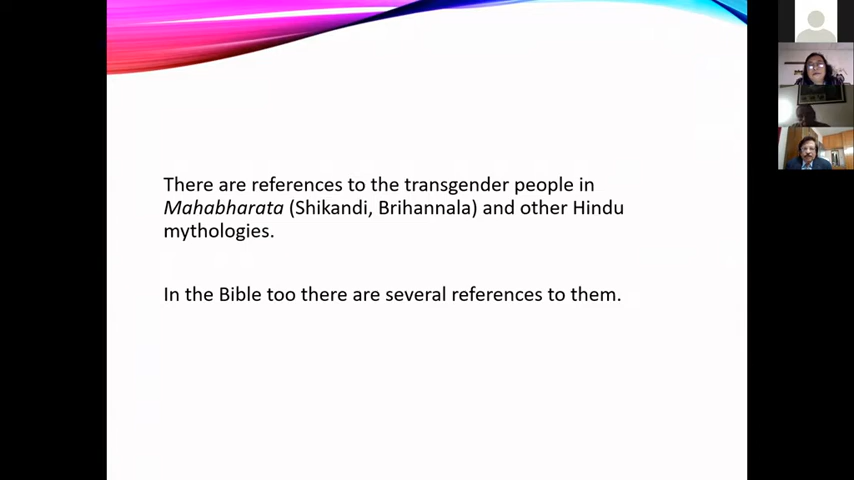 There are references to the transgender people in
Mahabharata (Shikandi, Brihannala) and other Hindu
mythologies.
In the Bible too there are several references to them.